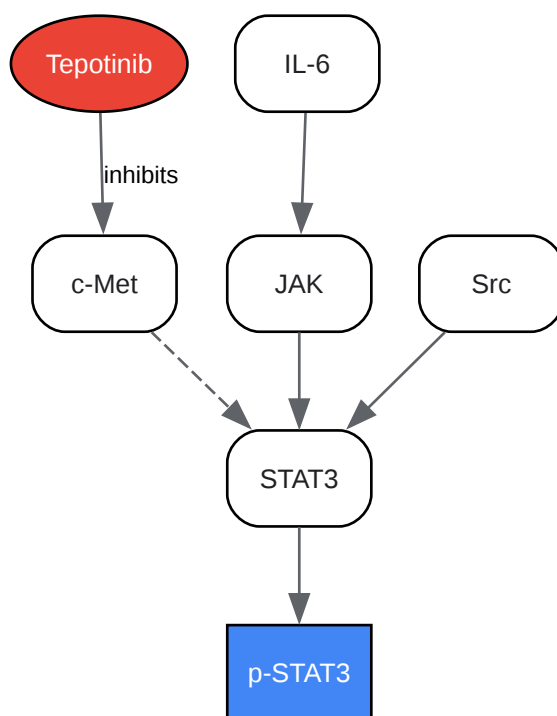 Tepotinib
IL-6
inhibits
c-Met
JAK
Src
STAT3
p-STAT3